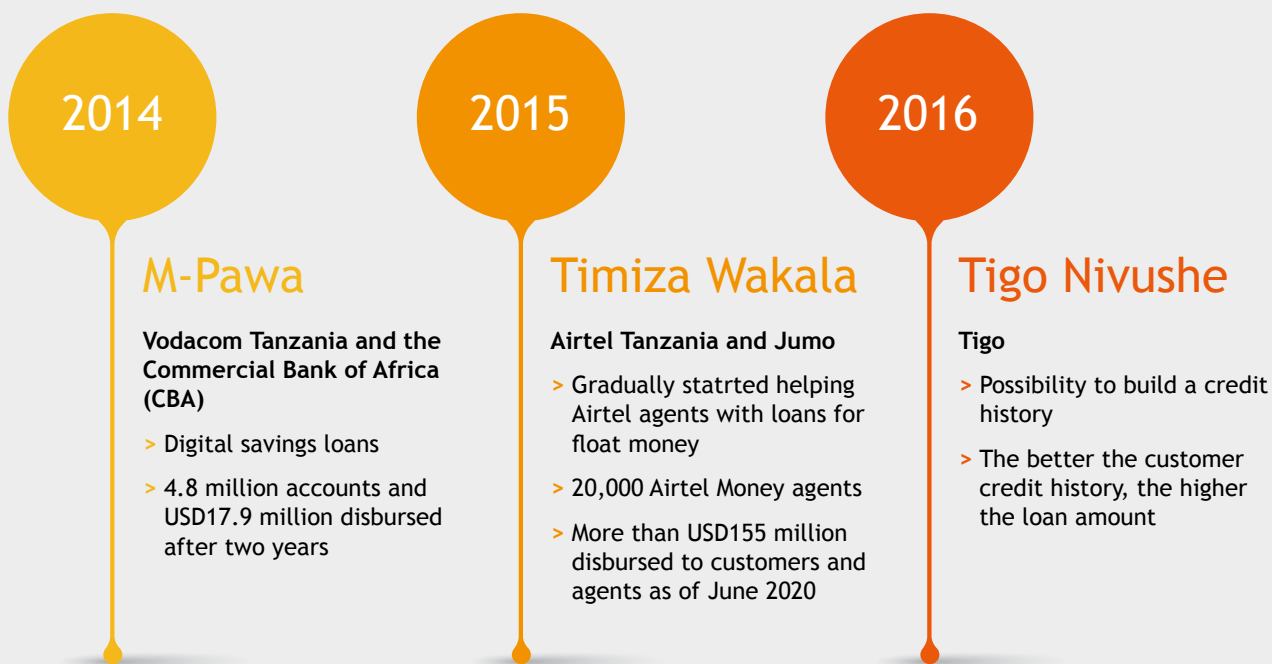 2014
M-Pawa
Vodacom Tanzania and the
Commercial Bank of Africa
(CBA)
> Digital savings loans
> 4.8 million accounts and
USD17.9 million disbursed
after two years
2015
Timiza Wakala
Airtel Tanzania and Jumo
> Gradually statrted helping
Airtel agents with loans for
float money
> 20,000 Airtel Money agents
> More than USD155 million
disbursed to customers and
agents as of June 2020
2016
Tigo Nivushe
Tigo
> Possibility to build a credit
history
> The better the customer
credit history, the higher
the loan amount